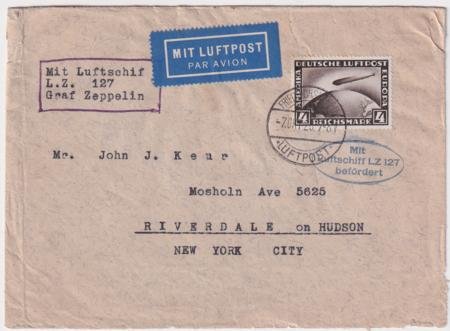 MIT LUFTPOST
PAR AVION
Mit Luftschif
L.Z. 127
Graf Zeppelin
DEUTSCHE LUFTPOST
AMERIKA
EUROPA
4
REICHSMARK
4
LUFTPOST
Mit
Luftschiff LZ 127
befördert
Mr. John J. Keur
Mosholn Ave 5625
RIVERDALE on HUDSON
NEW YORK CITY